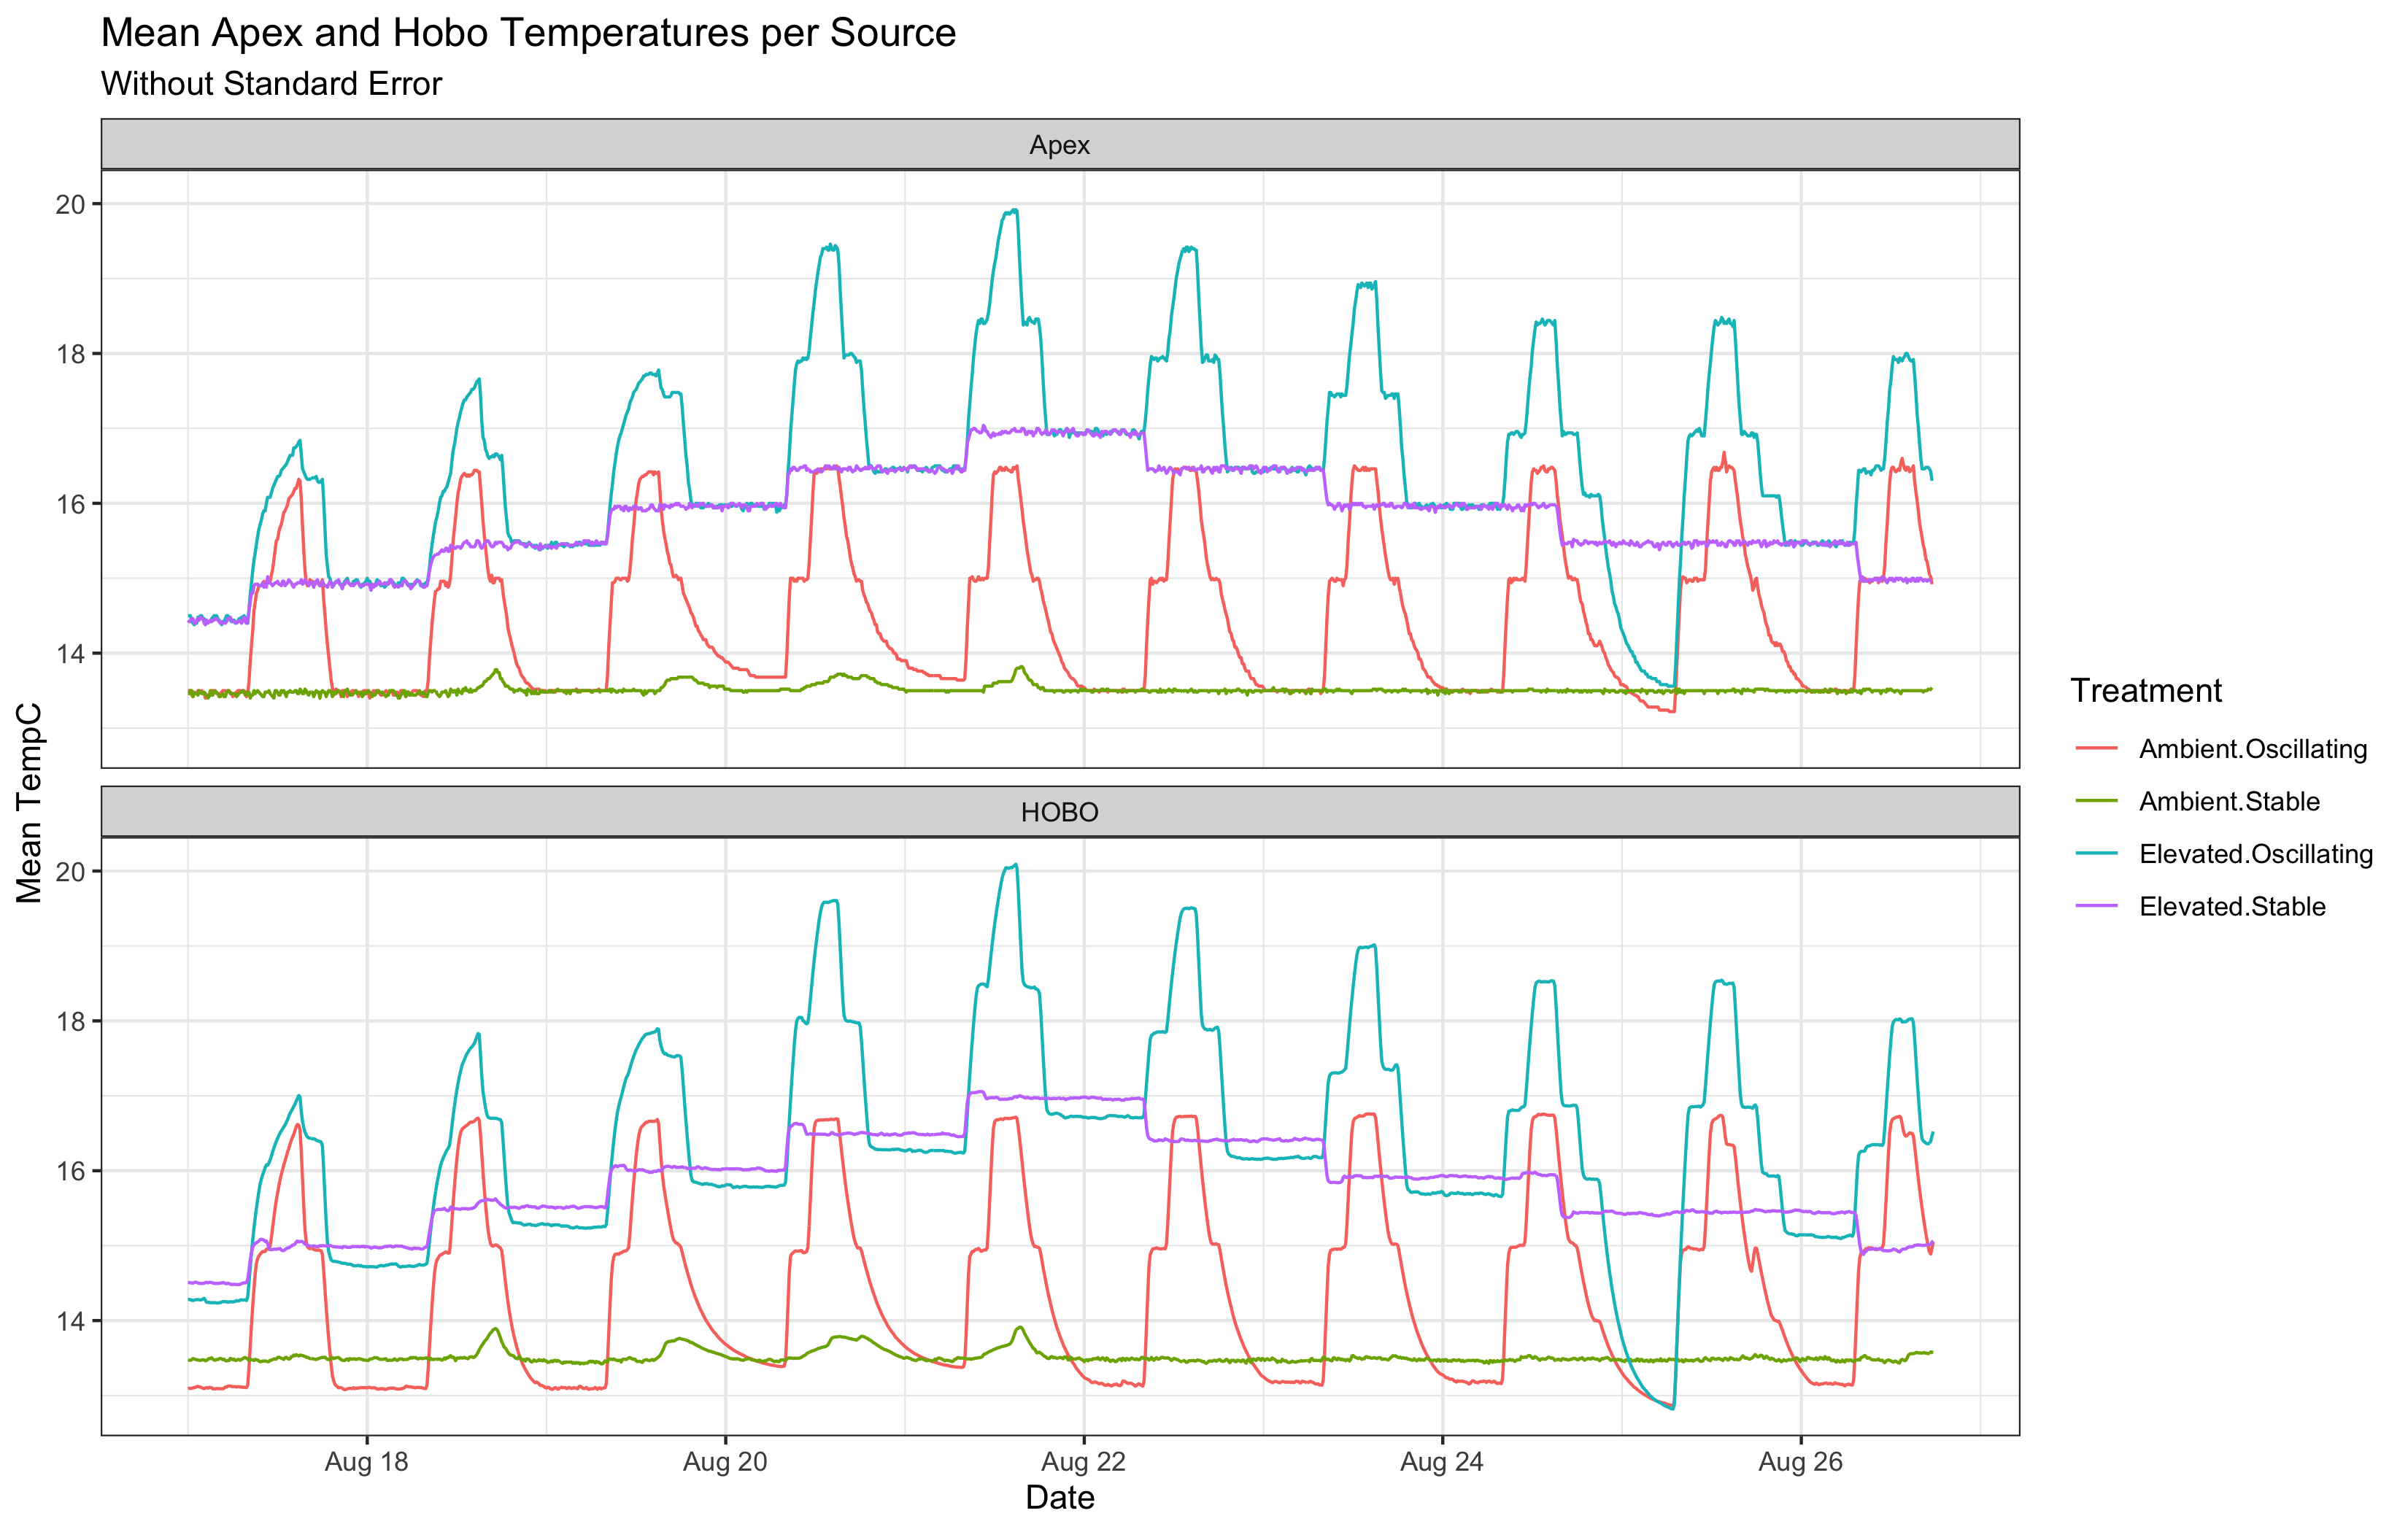 Mean Apex and Hobo Temperatures per Source
Without Standard Error
Apex
20
18
16
14
HOBO
20
18
16
14
Mean TempC
Aug 18
Aug 20
Aug 22
Aug 24
Aug 26
Date
Treatment
Ambient.Oscillating
Ambient.Stable
Elevated.Oscillating
Elevated.Stable